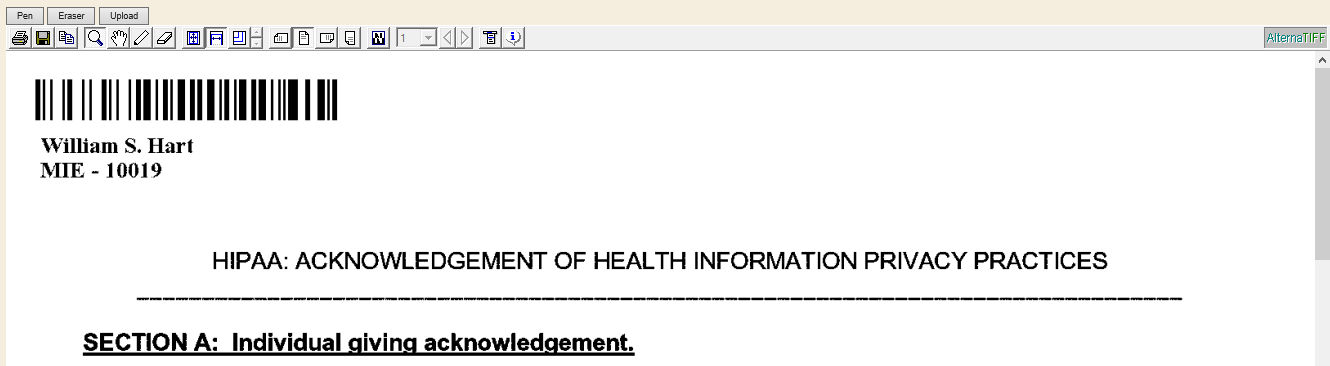 Pen Eraser Upload
1
AlternaTIFF
William S. Hart
MIE - 10019
HIPAA: ACKNOWLEDGEMENT OF HEALTH INFORMATION PRIVACY PRACTICES
SECTION A: Individual giving acknowledgement.